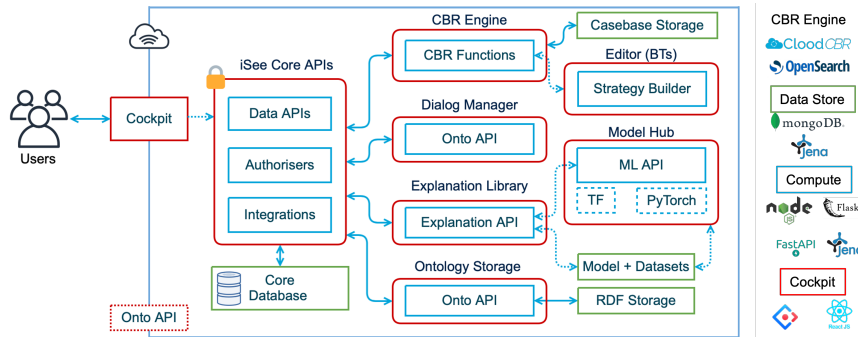 Users
Cockpit
Onto API
iSee Core APIs
Data APIs
Authorisers
Integrations
Core
Database
CBR Engine
CBR Functions
Dialog Manager
Onto API
Explanation Library
Explanation API
Ontology Storage
Onto API
Casebase Storage
Editor (BTs)
Strategy Builder
Model Hub
ML API
TF
PyTorch
Model + Datasets
RDF Storage
CBR Engine
CloodCBR
OpenSearch
Data Store
mongoDB
Jena
Compute
node
JS
Flask
FastAPI
Jena
Cockpit
React JS